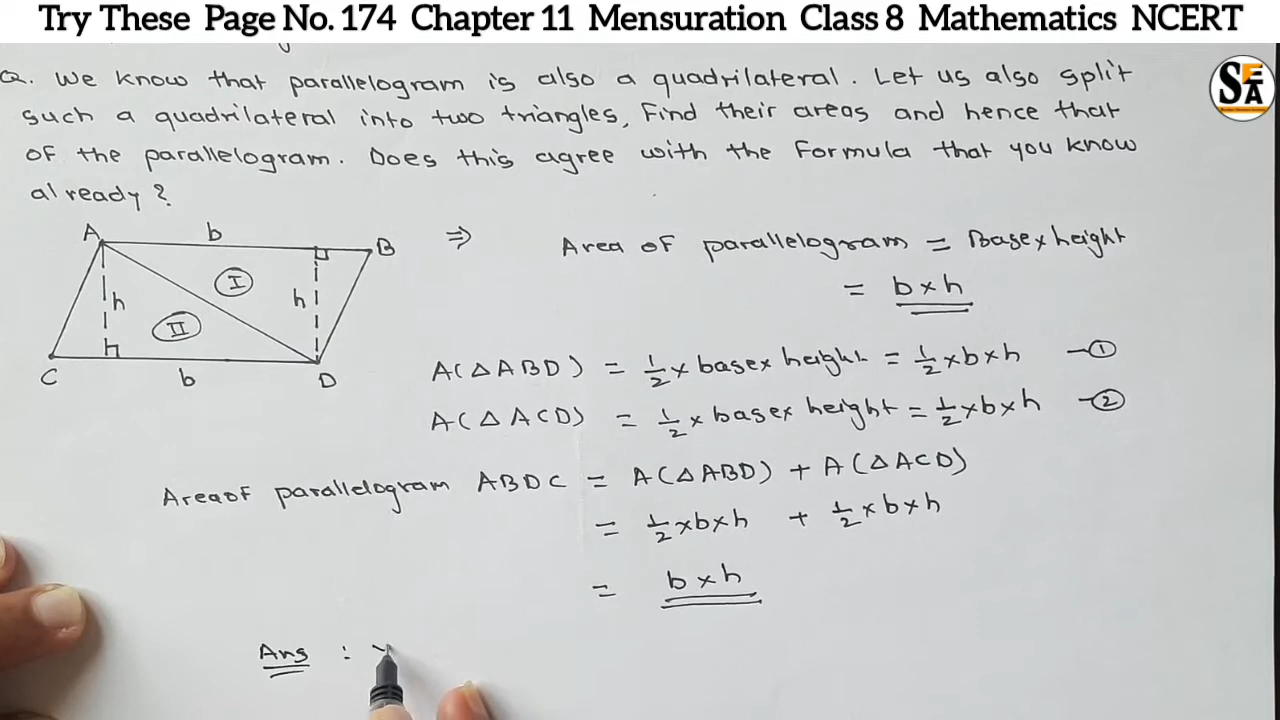 Try These Page No. 174 Chapter 11 Mensuration Class 8 Mathematics NCERT
SEA
Q. We know that parallelogram is also a quadrilateral. Let us also split
such a quadrilateral into two triangles, Find their areas and hence that
of the parallelogram. Does this agree with the Formula that you know
already?
A b B
I
h h
II
C b D
⇒ Area of parallelogram = Base x height
= b x h
A(△ABD) = 1/2 x base x height = 1/2 x b x h —①
A(△ACD) = 1/2 x base x height = 1/2 x b x h —②
Area of parallelogram ABDC = A(△ABD) + A(△ACD)
= 1/2 x b x h + 1/2 x b x h
= b x h
Ans :